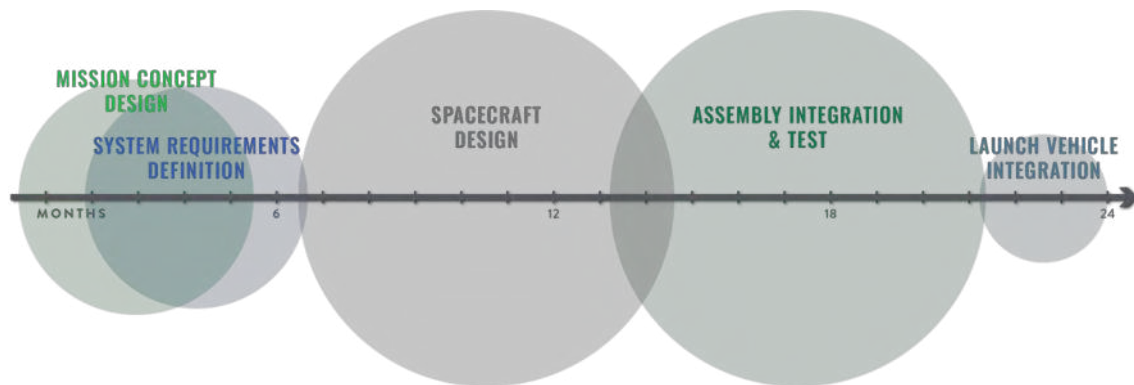 MISSION CONCEPT
DESIGN
SYSTEM REQUIREMENTS
DEFINITION
SPACECRAFT
DESIGN
ASSEMBLY INTEGRATION
& TEST
LAUNCH VEHICLE
INTEGRATION
MONTHS 6 12 18 24